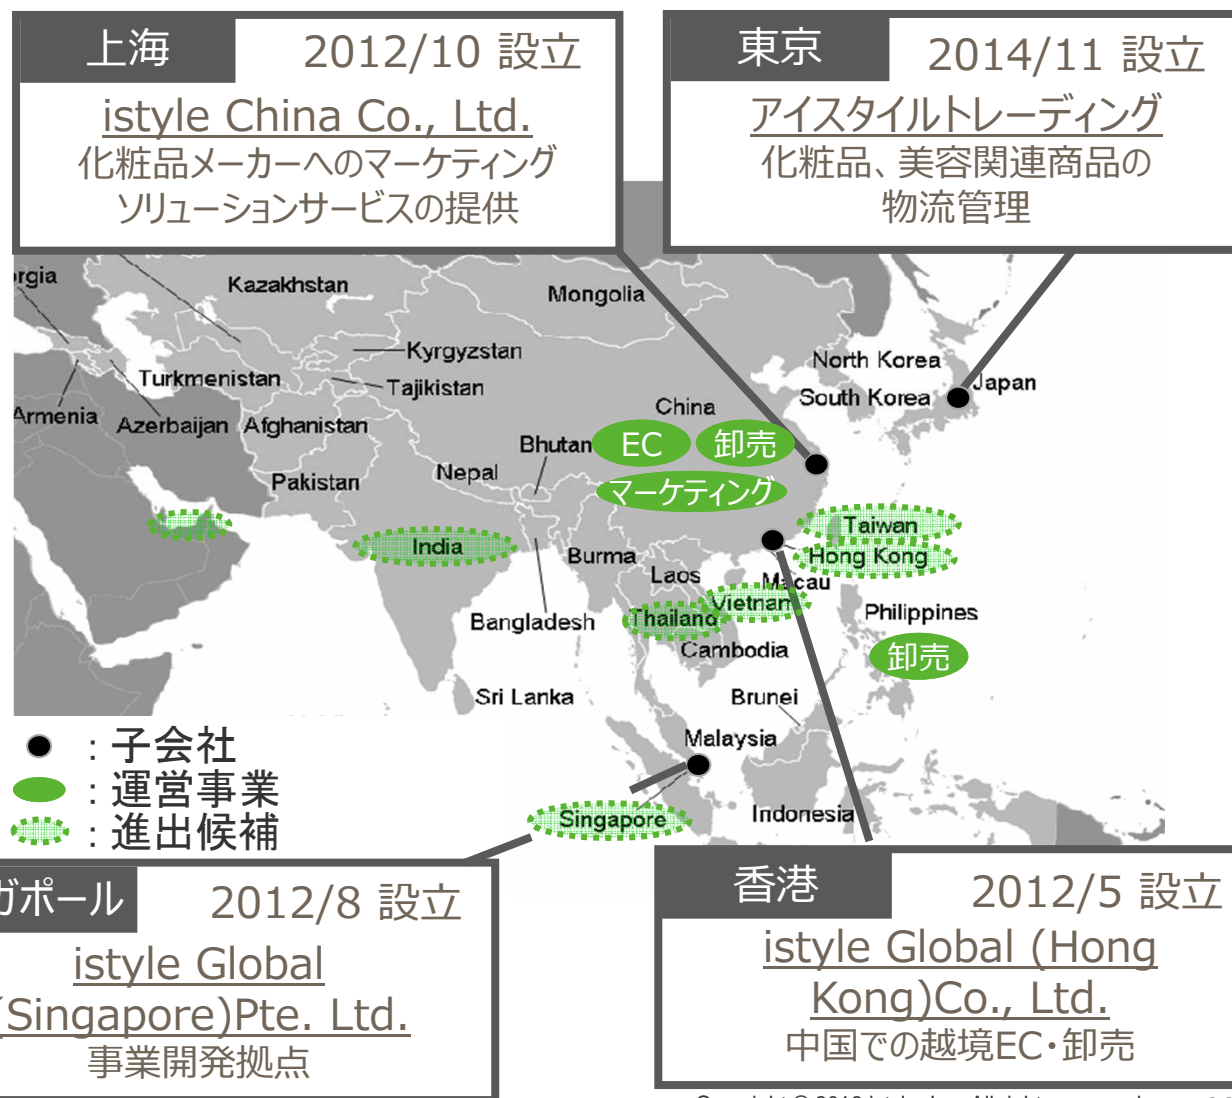 上海
2012/10 設立
istyle China Co., Ltd.
化粧品メーカーへのマーケティング
ソリューションサービスの提供
東京
2014/11 設立
アイスタイルトレーディング
化粧品、美容関連商品の
物流管理
rgia
Kazakhstan
Mongolia
Kyrgyzstan
North Korea
Turkmenistan
Tajikistan
South Korea
Japan
Armenia
Azerbaijan
Afghanistan
China
Bhutan
EC
卸売
Pakistan
Nepal
マーケティング
Taiwan
India
Burma
Hong Kong
Laos
Macau
Vietnam
Bangladesh
Thailand
Philippines
Cambodia
卸売
Sri Lanka
Brunei
Malaysia
Singapore
Indonesia
●:子会社
:運営事業
:進出候補
ガポール
2012/8 設立
istyle Global
(Singapore)Pte. Ltd.
事業開発拠点
香港
2012/5 設立
istyle Global (Hong
Kong)Co., Ltd.
中国での越境EC・卸売